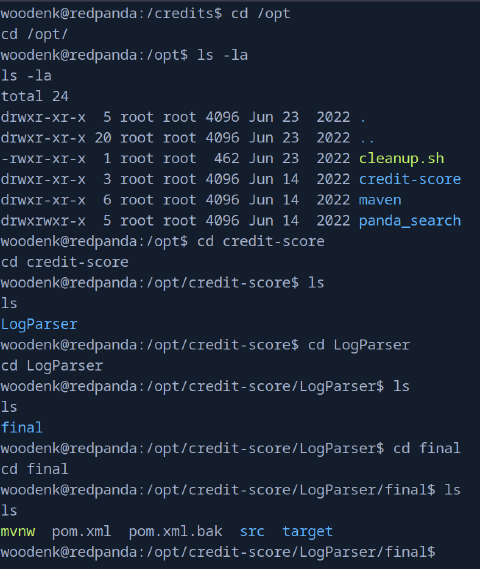 woodenk@redpanda:/credits$ cd /opt
cd /opt/
woodenk@redpanda:/opt$ ls -la
ls -la
total 24
drwxr-xr-x  5 root root 4096 Jun 23  2022 .
drwxr-xr-x 20 root root 4096 Jun 23  2022 ..
-rwxr-xr-x  1 root root  462 Jun 23  2022 cleanup.sh
drwxr-xr-x  3 root root 4096 Jun 14  2022 credit-score
drwxr-xr-x  6 root root 4096 Jun 14  2022 maven
drwxrwxr-x  5 root root 4096 Jun 14  2022 panda_search
woodenk@redpanda:/opt$ cd credit-score
cd credit-score
woodenk@redpanda:/opt/credit-score$ ls
ls
LogParser
woodenk@redpanda:/opt/credit-score$ cd LogParser
cd LogParser
woodenk@redpanda:/opt/credit-score/LogParser$ ls
ls
final
woodenk@redpanda:/opt/credit-score/LogParser$ cd final
cd final
woodenk@redpanda:/opt/credit-score/LogParser/final$ ls
ls
mvnw  pom.xml  pom.xml.bak  src  target
woodenk@redpanda:/opt/credit-score/LogParser/final$